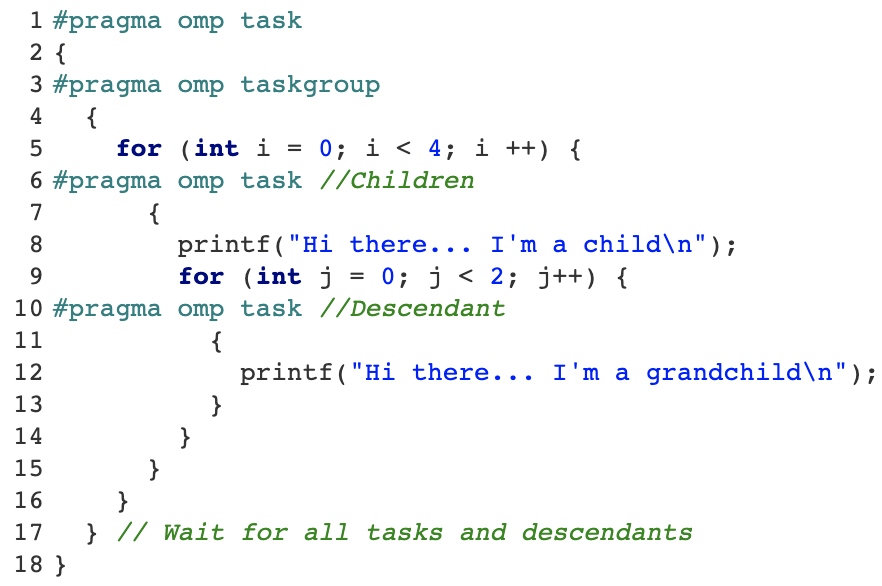 1 #pragma omp task
2 {
3 #pragma omp taskgroup
4   {
5     for (int i = 0; i < 4; i ++) {
6 #pragma omp task //Children
7       {
8         printf("Hi there... I'm a child\n");
9         for (int j = 0; j < 2; j++) {
10 #pragma omp task //Descendant
11           {
12             printf("Hi there... I'm a grandchild\n");
13           }
14         }
15       }
16     }
17   } // Wait for all tasks and descendants
18 }